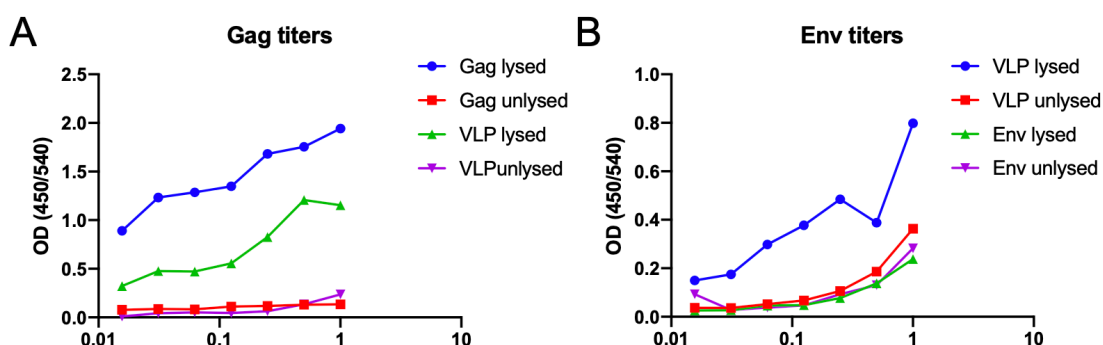 A
Gag titers
OD (450/540)
2.5
2.0
1.5
1.0
0.5
0.0
0.01
0.1
1
10
Gag lysed
Gag unlysed
VLP lysed
VLPunlysed
B
Env titers
OD (450/540)
1.0
0.8
0.6
0.4
0.2
0.0
0.01
0.1
1
10
VLP lysed
VLP unlysed
Env lysed
Env unlysed